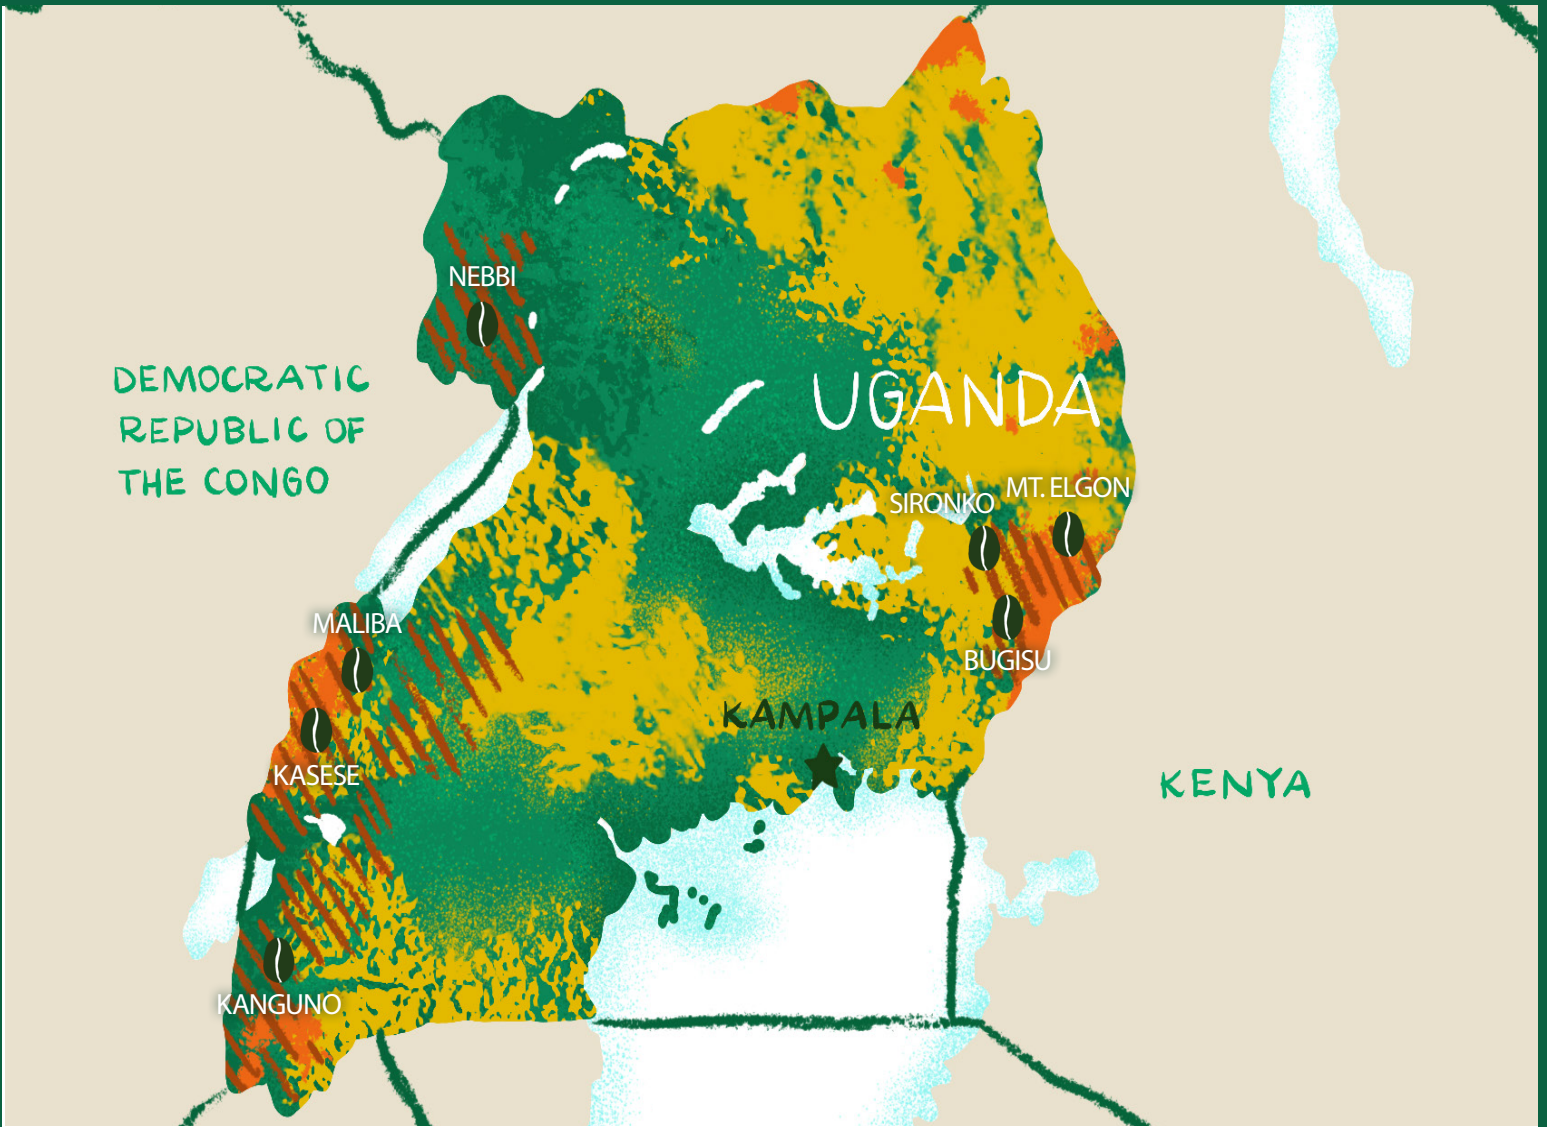 NEBBI
DEMOCRATIC
REPUBLIC OF
THE CONGO
UGANDA
SIRONKO
MT. ELGON
MALIBA
BUGISU
KAMPALA
KASESE
KENYA
KANGUNO